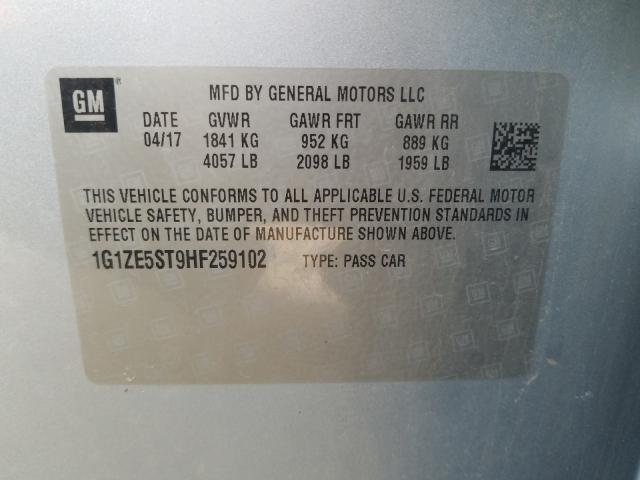 GM
MFD BY GENERAL MOTORS LLC
DATE GVWR GAWR FRT GAWR RR
04/17 1841 KG 952 KG 889 KG
4057 LB 2098 LB 1959 LB
THIS VEHICLE CONFORMS TO ALL APPLICABLE U.S. FEDERAL MOTOR
VEHICLE SAFETY, BUMPER, AND THEFT PREVENTION STANDARDS IN
EFFECT ON THE DATE OF MANUFACTURE SHOWN ABOVE.
1G1ZE5ST9HF259102 TYPE: PASS CAR